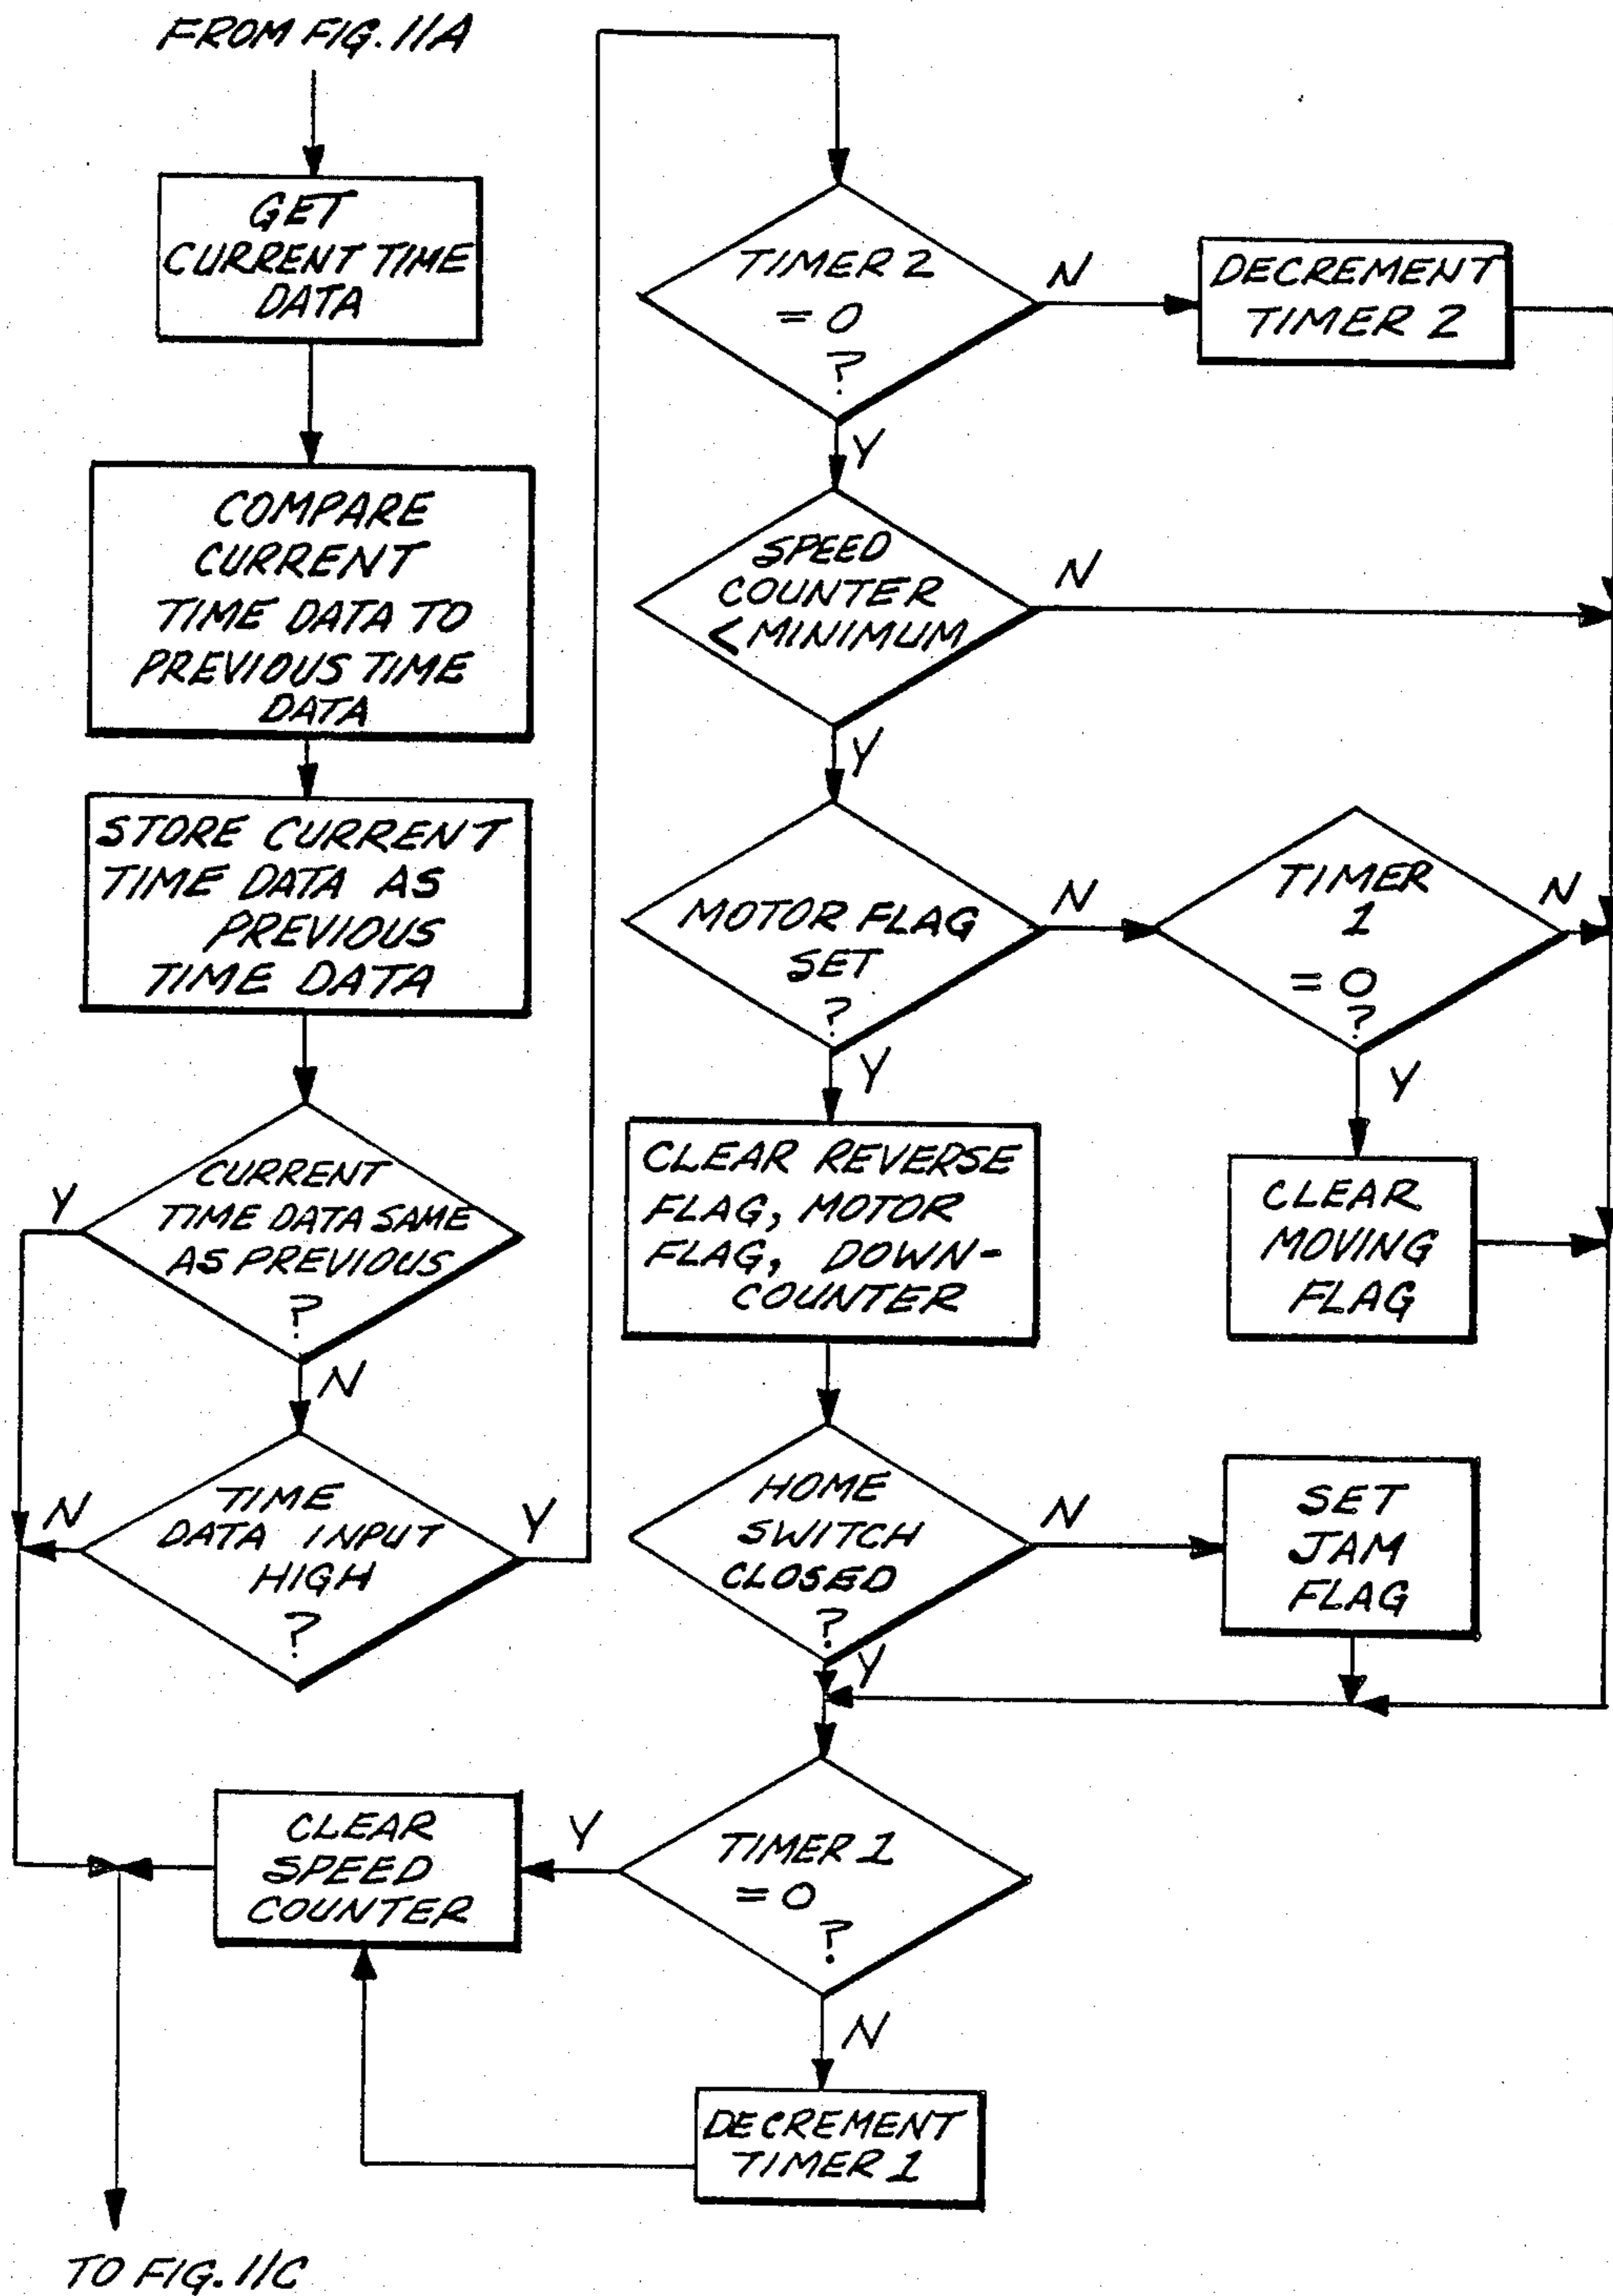 FROM FIG. 11A
GET
CURRENT TIME
DATA
COMPARE
CURRENT
TIME DATA TO
PREVIOUS TIME
DATA
STORE CURRENT
TIME DATA AS
PREVIOUS
TIME DATA
CURRENT
TIME DATA SAME
AS PREVIOUS
?
Y
N
TIME
DATA INPUT
HIGH
?
N
Y
TIMER 2
= 0
?
N
Y
DECREMENT
TIMER 2
SPEED
COUNTER
< MINIMUM
N
Y
MOTOR FLAG
SET
?
N
Y
TIMER
1
= 0
?
N
Y
CLEAR
MOVING
FLAG
CLEAR REVERSE
FLAG, MOTOR
FLAG, DOWN-
COUNTER
HOME
SWITCH
CLOSED
?
N
Y
SET
JAM
FLAG
TIMER 1
= 0
?
Y
N
CLEAR
SPEED
COUNTER
DECREMENT
TIMER 1
TO FIG. 11C